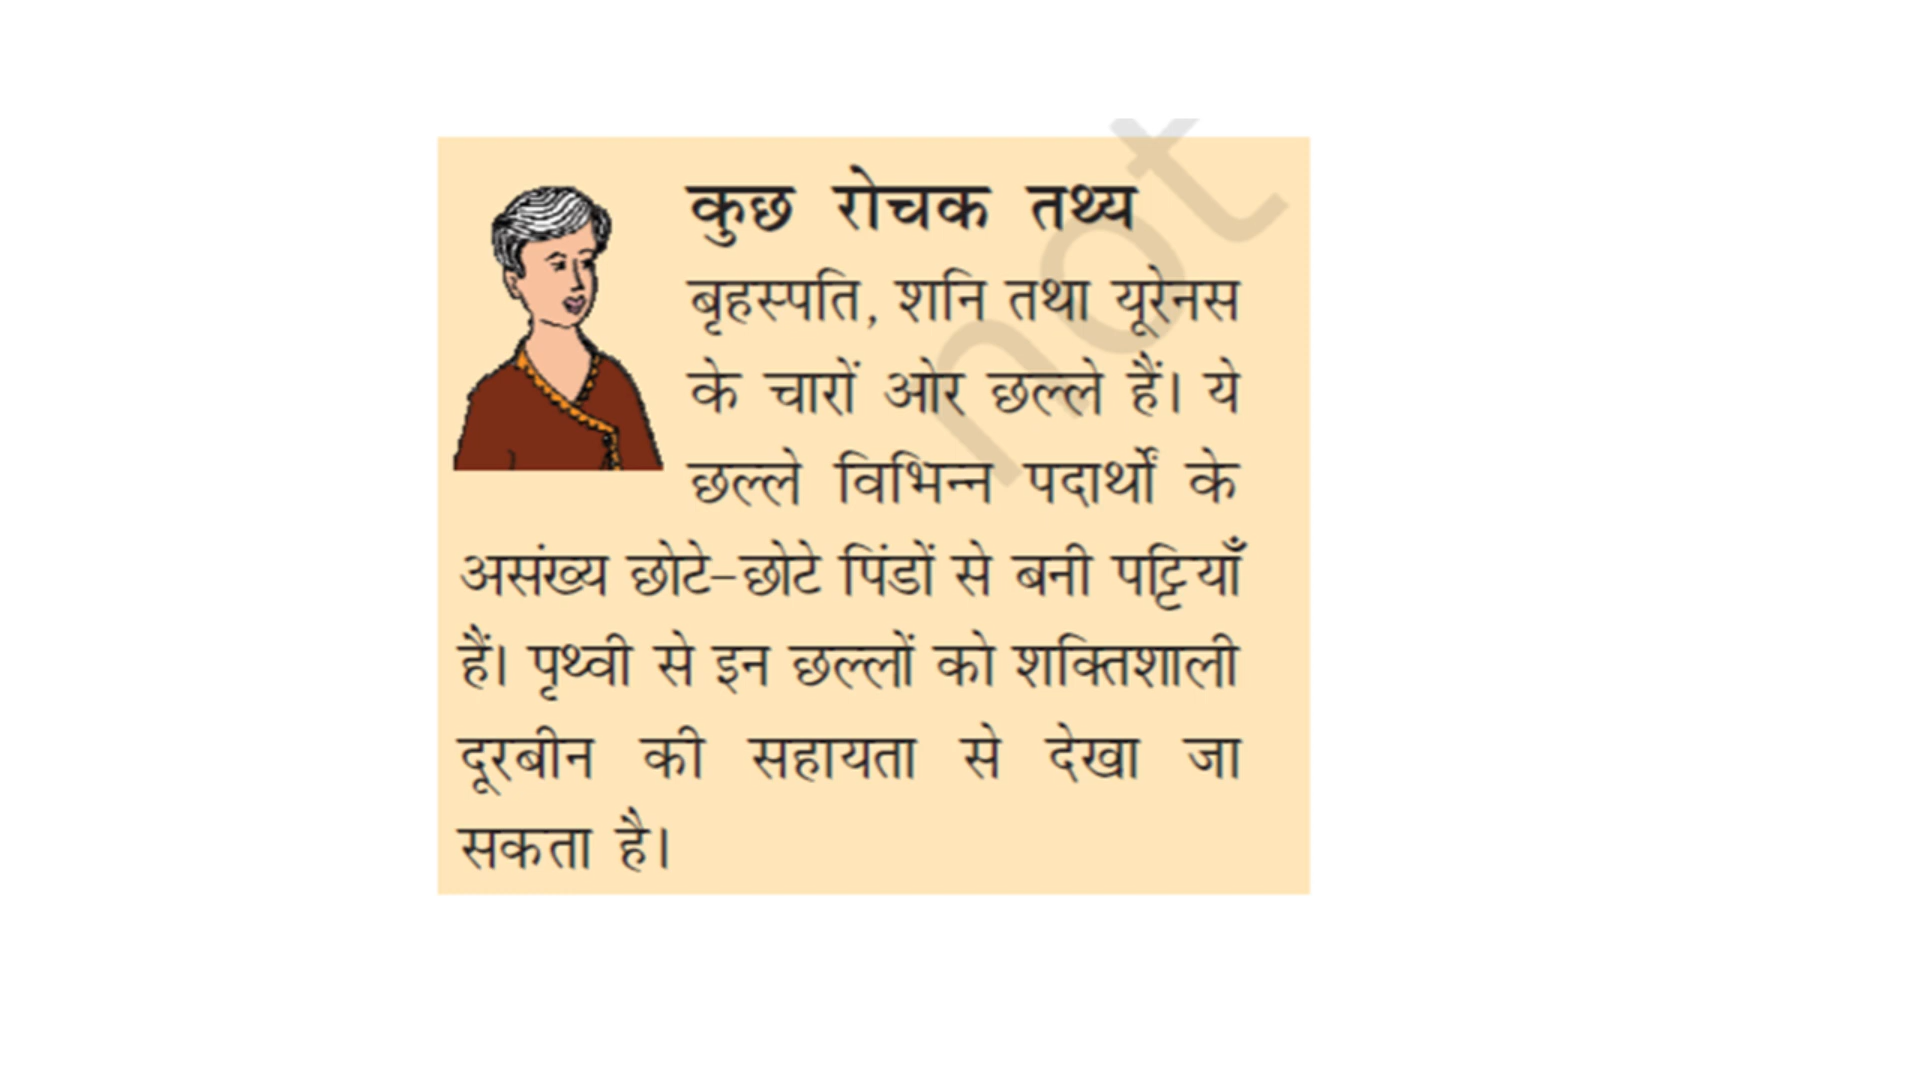 कुछ रोचक तथ्य
बृहस्पति, शनि तथा यूरेनस
के चारों ओर छल्ले हैं। ये
छल्ले विभिन्न पदार्थों के
असंख्य छोटे-छोटे पिंडों से बनी पट्टियाँ
हैं। पृथ्वी से इन छल्लों को शक्तिशाली
दूरबीन की सहायता से देखा जा
सकता है।
not